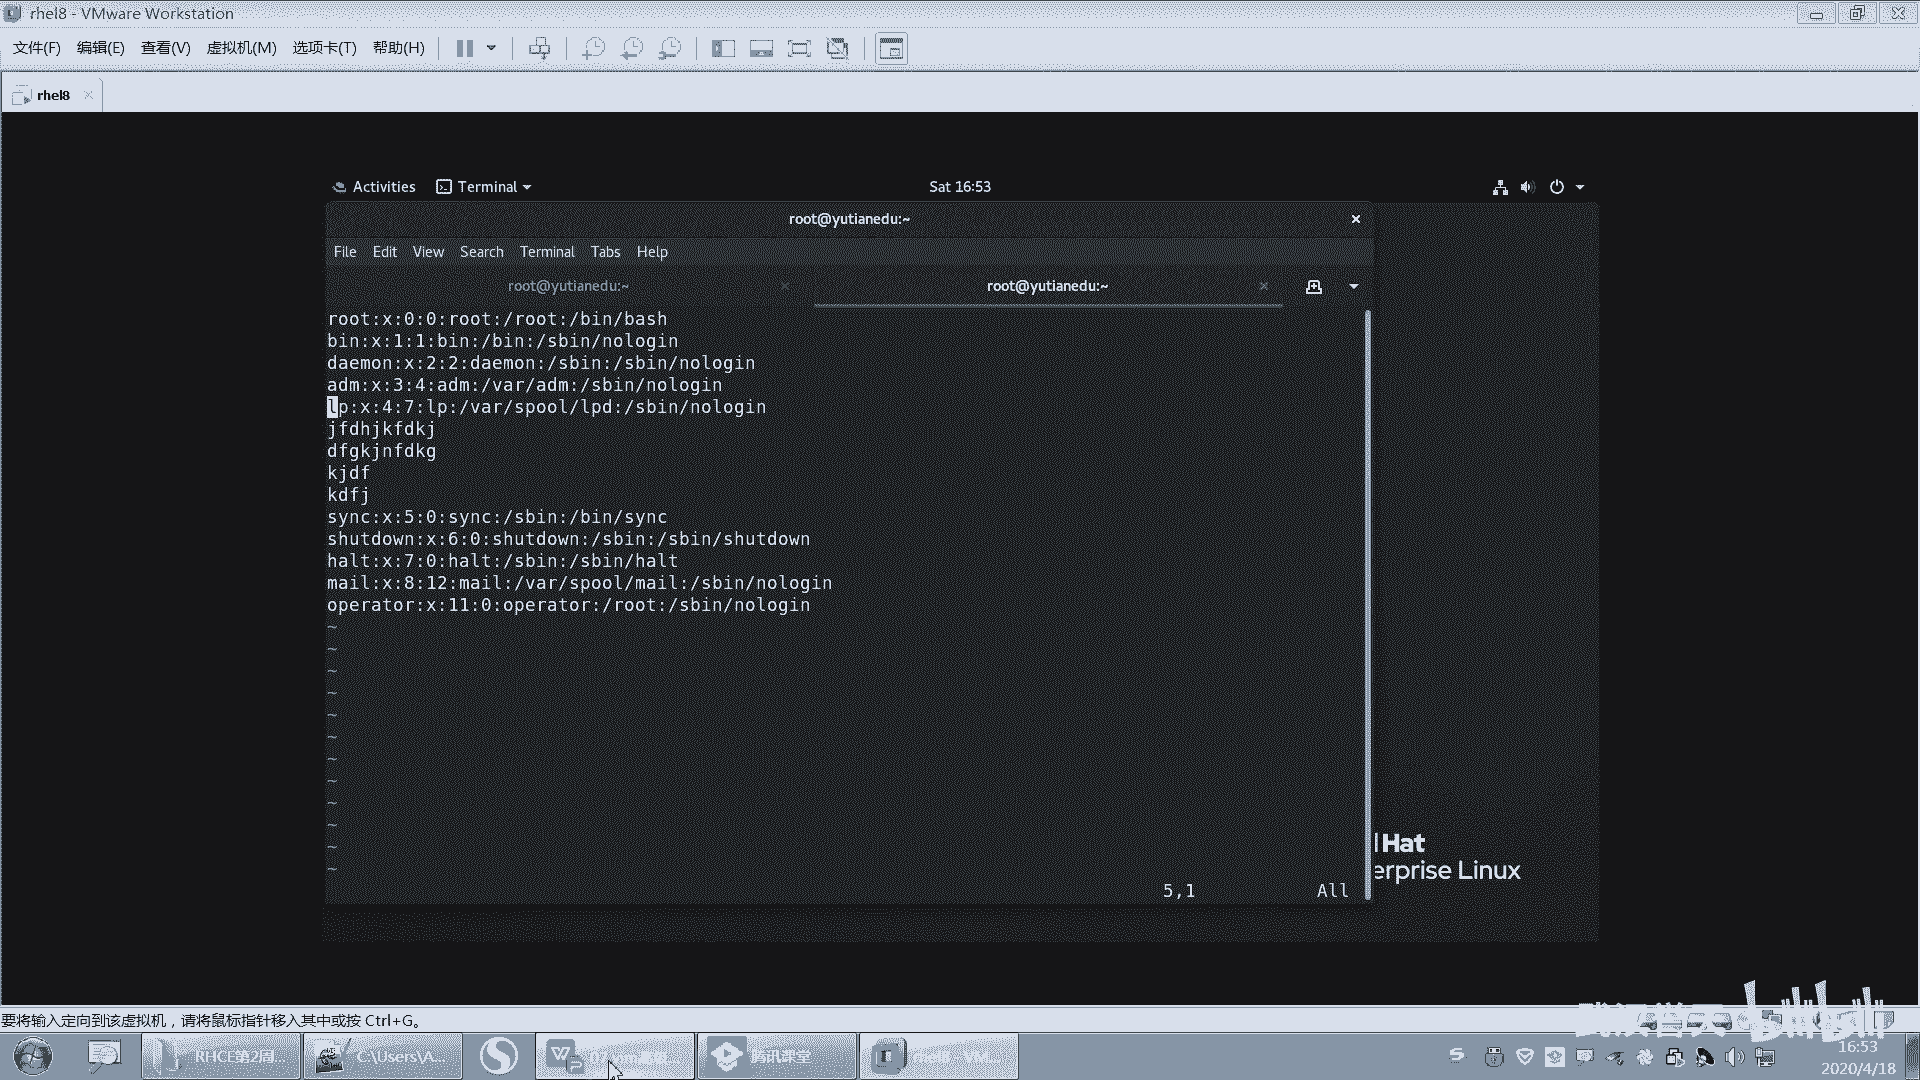 rhel8 - VMware Workstation
文件(F) 编辑(E) 查看(V) 虚拟机(M) 选项卡(T) 帮助(H)
rhel8
Activities Terminal Sat 16:53
root@yutianedu:~
File Edit View Search Terminal Tabs Help
root@yutianedu:~ root@yutianedu:~
root:x:0:0:root:/root:/bin/bash
bin:x:1:1:bin:/bin:/sbin/nologin
daemon:x:2:2:daemon:/sbin:/sbin/nologin
adm:x:3:4:adm:/var/adm:/sbin/nologin
lp:x:4:7:lp:/var/spool/lpd:/sbin/nologin
jfdhjkfdkj
dfgkjnfdkg
kjdf
kdfj
sync:x:5:0:sync:/sbin:/bin/sync
shutdown:x:6:0:shutdown:/sbin:/sbin/shutdown
halt:x:7:0:halt:/sbin:/sbin/halt
mail:x:8:12:mail:/var/spool/mail:/sbin/nologin
operator:x:11:0:operator:/root:/sbin/nologin
~
~
~
~
~
~
~
~
~
~
~
~
5,1 All
Hat
erprise Linux
要将输入定向到该虚拟机，请将鼠标指针移入其中或按 Ctrl+G。
bilibili
RHCE第2周... C:\Users\A... 腾讯课堂 rhel8 - VM...
16:53
2020/4/18